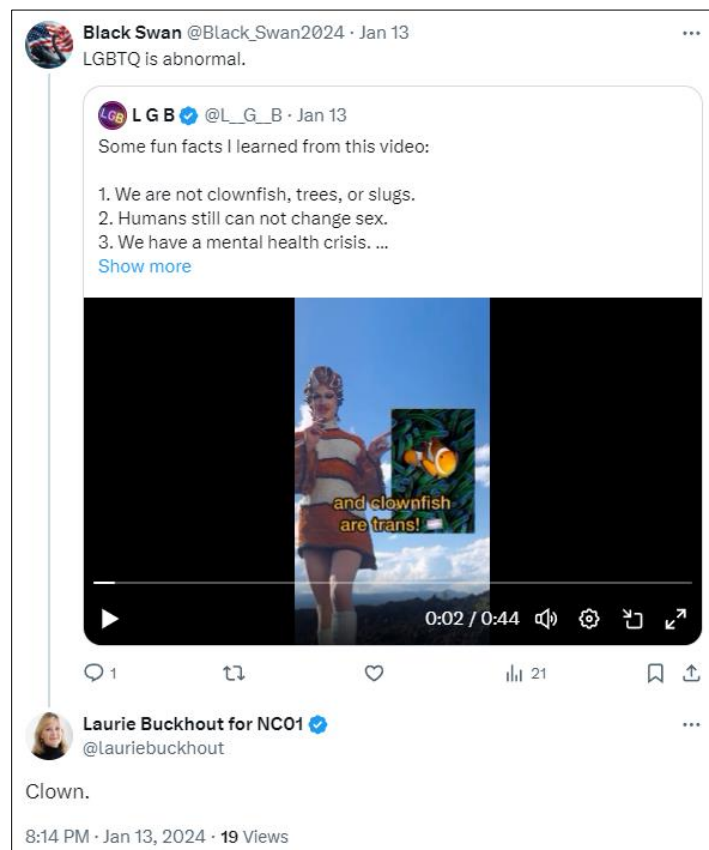 Black Swan @Black_Swan2024 · Jan 13
LGBTQ is abnormal.
LGB
L G B @L__G__B · Jan 13
Some fun facts I learned from this video:
1. We are not clownfish, trees, or slugs.
2. Humans still can not change sex.
3. We have a mental health crisis. ...
Show more
and clownfish
are trans!
0:02 / 0:44
1
21
Laurie Buckhout for NC01
@lauriebuckhout
Clown.
8:14 PM · Jan 13, 2024 · 19 Views